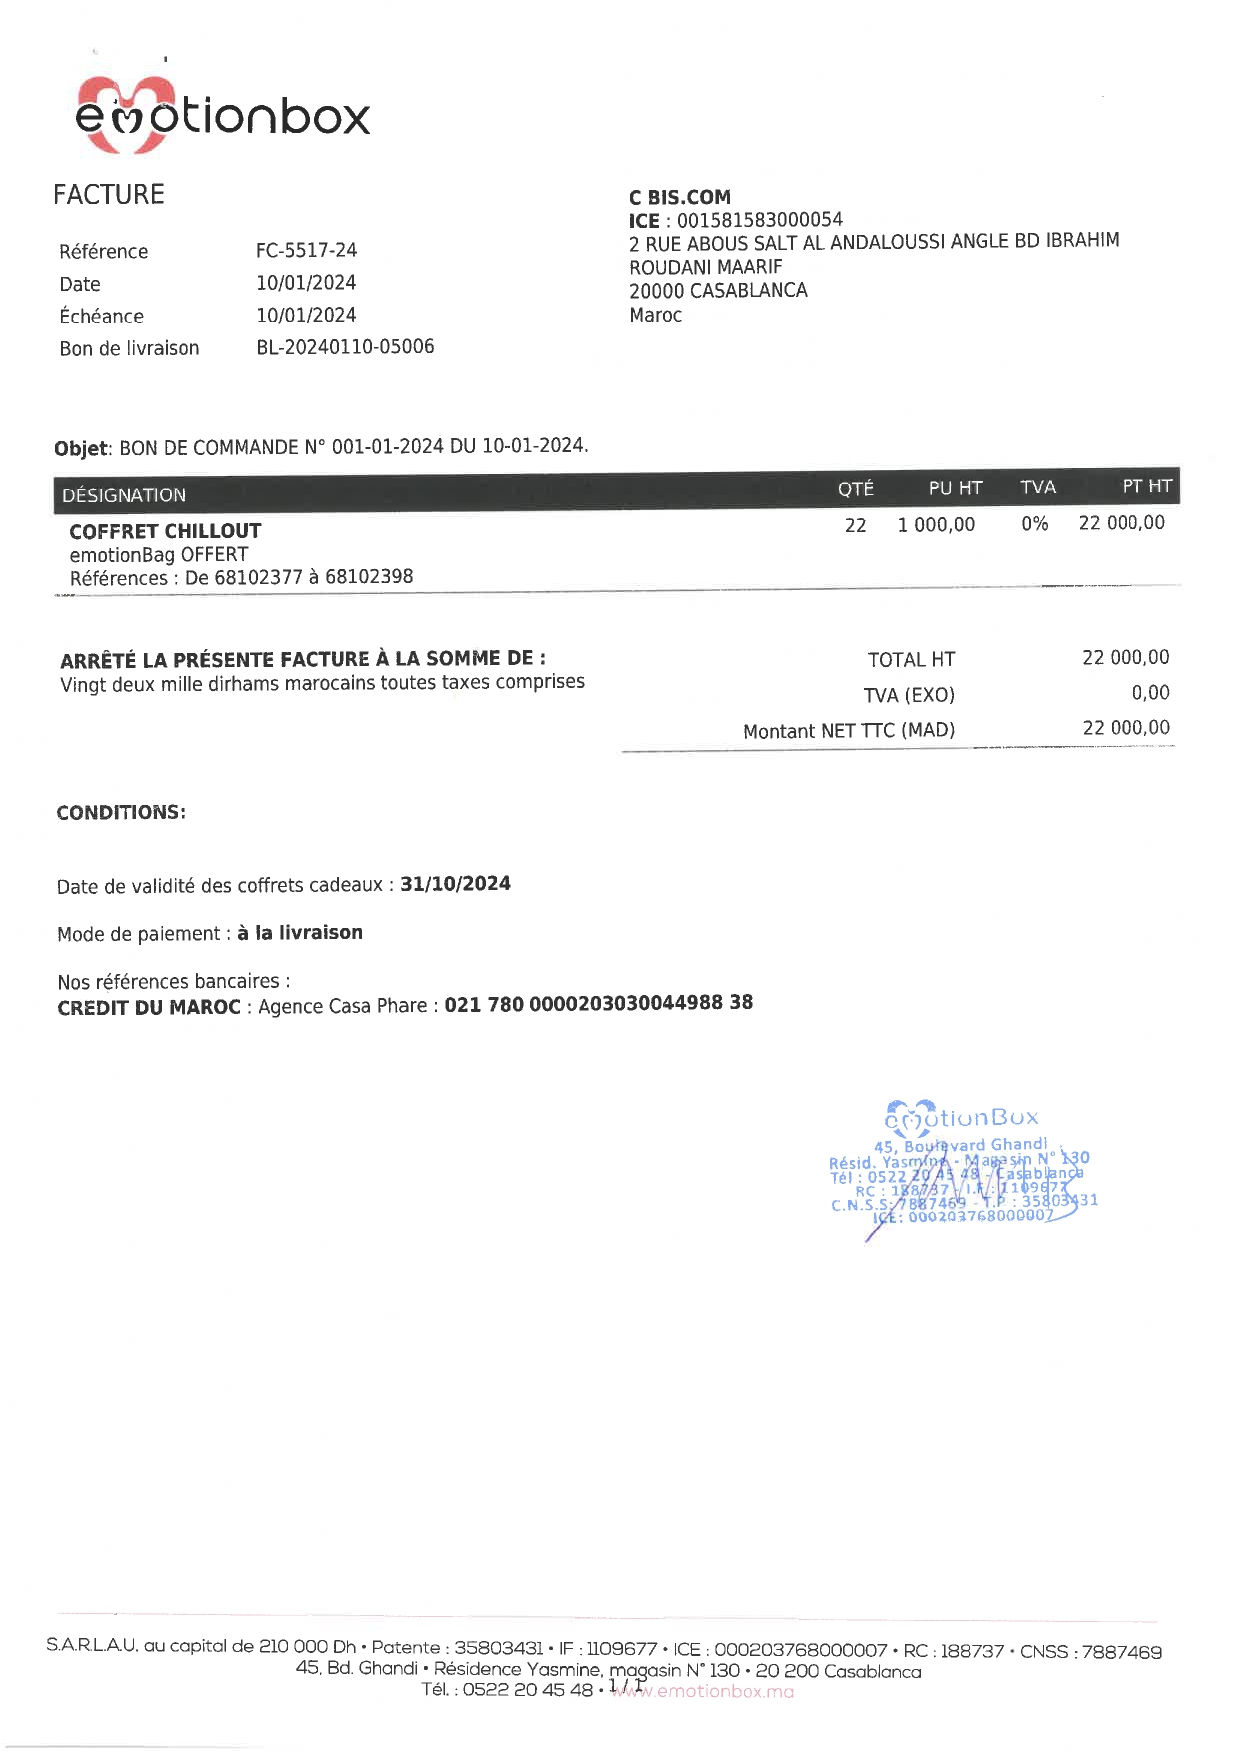 emotionbox
FACTURE
Référence FC-5517-24
Date 10/01/2024
Échéance 10/01/2024
Bon de livraison BL-20240110-05006
C BIS.COM
ICE : 001581583000054
2 RUE ABOUS SALT AL ANDALOUSSI ANGLE BD IBRAHIM
ROUDANI MAARIF
20000 CASABLANCA
Maroc
Objet: BON DE COMMANDE N° 001-01-2024 DU 10-01-2024.
DÉSIGNATION QTÉ PU HT TVA PT HT
COFFRET CHILLOUT 22 1 000,00 0% 22 000,00
emotionBag OFFERT
Références : De 68102377 à 68102398
ARRÊTÉ LA PRÉSENTE FACTURE À LA SOMME DE :
Vingt deux mille dirhams marocains toutes taxes comprises
TOTAL HT 22 000,00
TVA (EXO) 0,00
Montant NET TTC (MAD) 22 000,00
CONDITIONS:
Date de validité des coffrets cadeaux : 31/10/2024
Mode de paiement : à la livraison
Nos références bancaires :
CREDIT DU MAROC : Agence Casa Phare : 021 780 0000203030044988 38
emotionBox
45, Boulevard Ghandi
Résid. Yasmine - Magasin N° 130
Tél : 0522 20 45 48 - Casablanca
RC : 188737 - I.F : 1109677
C.N.S.S: 7887469 - T.P : 35803431
ICE: 000203768000007
S.A.R.L.A.U. au capital de 210 000 Dh • Patente : 35803431 • IF : 1109677 • ICE : 000203768000007 • RC : 188737 • CNSS : 7887469
45, Bd. Ghandi • Résidence Yasmine, magasin N° 130 • 20 200 Casablanca
Tél. : 0522 20 45 48 • www.emotionbox.ma
1 / 1